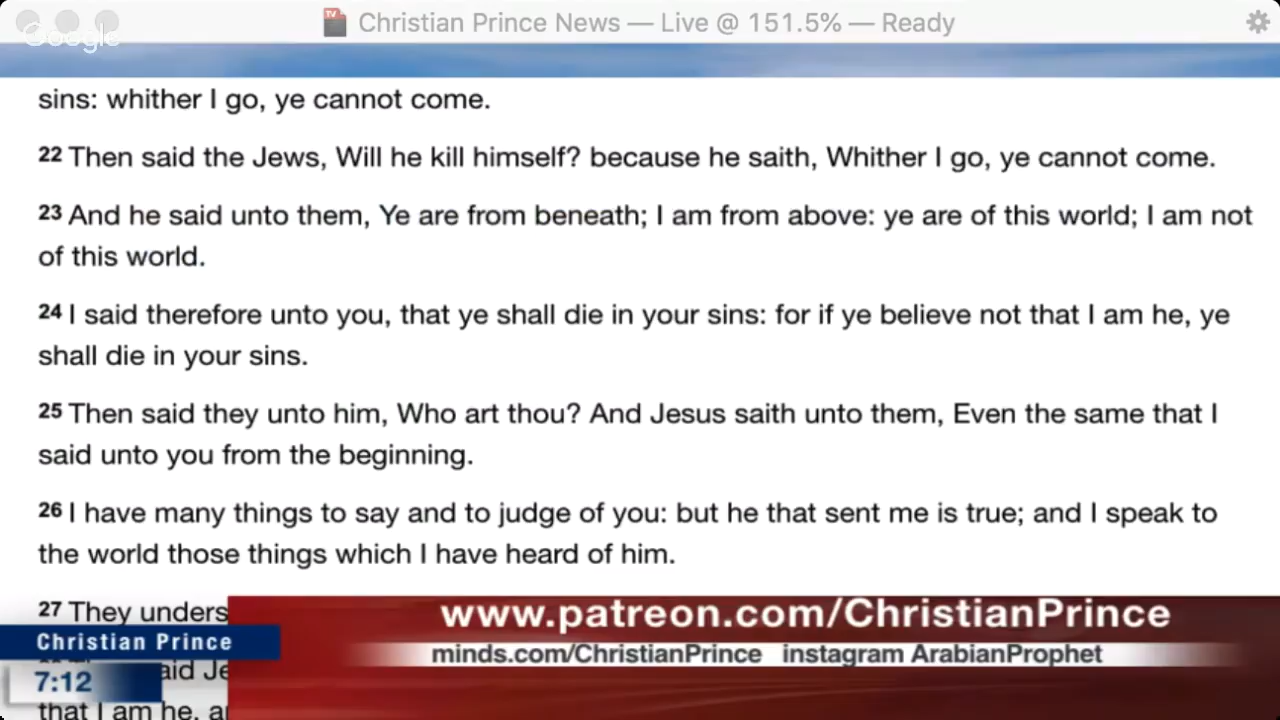 Christian Prince News — Live @ 151.5% — Ready
Google
sins: whither I go, ye cannot come.
22 Then said the Jews, Will he kill himself? because he saith, Whither I go, ye cannot come.
23 And he said unto them, Ye are from beneath; I am from above: ye are of this world; I am not
of this world.
24 I said therefore unto you, that ye shall die in your sins: for if ye believe not that I am he, ye
shall die in your sins.
25 Then said they unto him, Who art thou? And Jesus saith unto them, Even the same that I
said unto you from the beginning.
26 I have many things to say and to judge of you: but he that sent me is true; and I speak to
the world those things which I have heard of him.
27 They unders
www.patreon.com/ChristianPrince
Christian Prince
minds.com/ChristianPrince instagram ArabianProphet
aid Je
7:12
that I am he, a